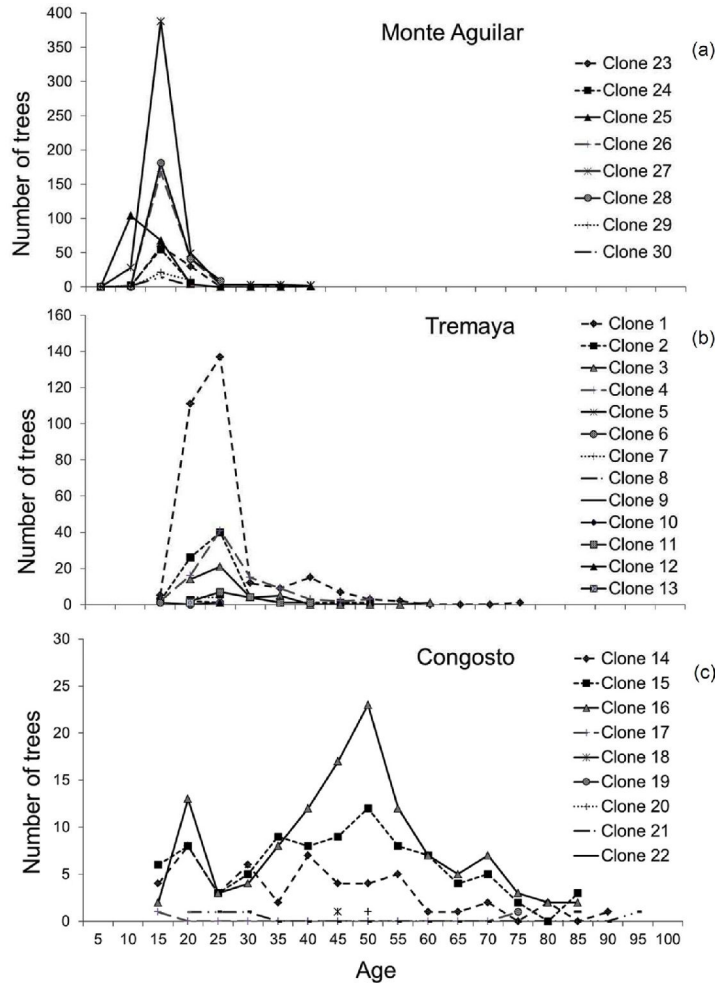 Monte Aguilar
(a)
Number of trees
400
350
300
250
200
150
100
50
0
Clone 23
Clone 24
Clone 25
Clone 26
Clone 27
Clone 28
Clone 29
Clone 30
Tremaya
(b)
Number of trees
160
140
120
100
80
60
40
20
0
Clone 1
Clone 2
Clone 3
Clone 4
Clone 5
Clone 6
Clone 7
Clone 8
Clone 9
Clone 10
Clone 11
Clone 12
Clone 13
Congosto
(c)
Number of trees
30
25
20
15
10
5
0
Clone 14
Clone 15
Clone 16
Clone 17
Clone 18
Clone 19
Clone 20
Clone 21
Clone 22
5 10 15 20 25 30 35 40 45 50 55 60 65 70 75 80 85 90 95 100
Age